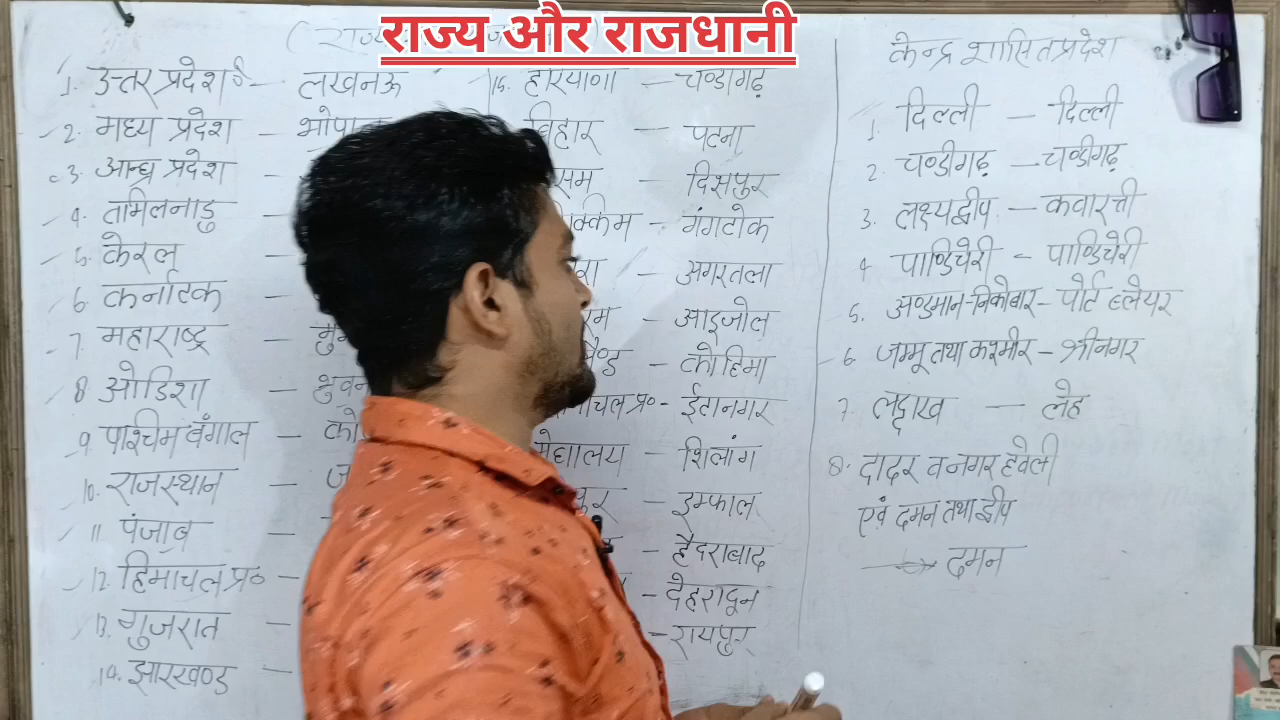 राज्य और राजधानी
1. उत्तर प्रदेश – लखनऊ
2. मध्य प्रदेश – भोपाल
3. आन्ध्र प्रदेश –
4. तामिलनाडु –
5. केरल –
6. कर्नाटक –
7. महाराष्ट्र
8 ओडिशा –
9. पश्चिम बंगाल –
10. राजस्थान –
11 पंजाब –
12. हिमाचल प्र० –
13. गुजरात –
14. झारखण्ड –
15. हरियाणा – चण्डीगढ़
बिहार – पटना
– दिसपुर
– गंगटोक
– अगरतला
– आइजोल
– कोहिमा
– ईटानगर
मेघालय – शिलांग
– इम्फाल
– हैदराबाद
– देहरादून
– रायपुर
केन्द्र शासित प्रदेश
1. दिल्ली – दिल्ली
2. चण्डीगढ़ – चण्डीगढ़
3. लक्ष्यद्वीप – कवारत्ती
4 पाण्डिचेरी – पाण्डिचेरी
5. अण्डमान-निकोबार – पोर्ट ब्लेयर
6 जम्मू तथा कश्मीर – श्रीनगर
7. लद्दाख – लेह
8. दादर व नगर हवेली
एवं दमन तथा द्वीप
→ दमन